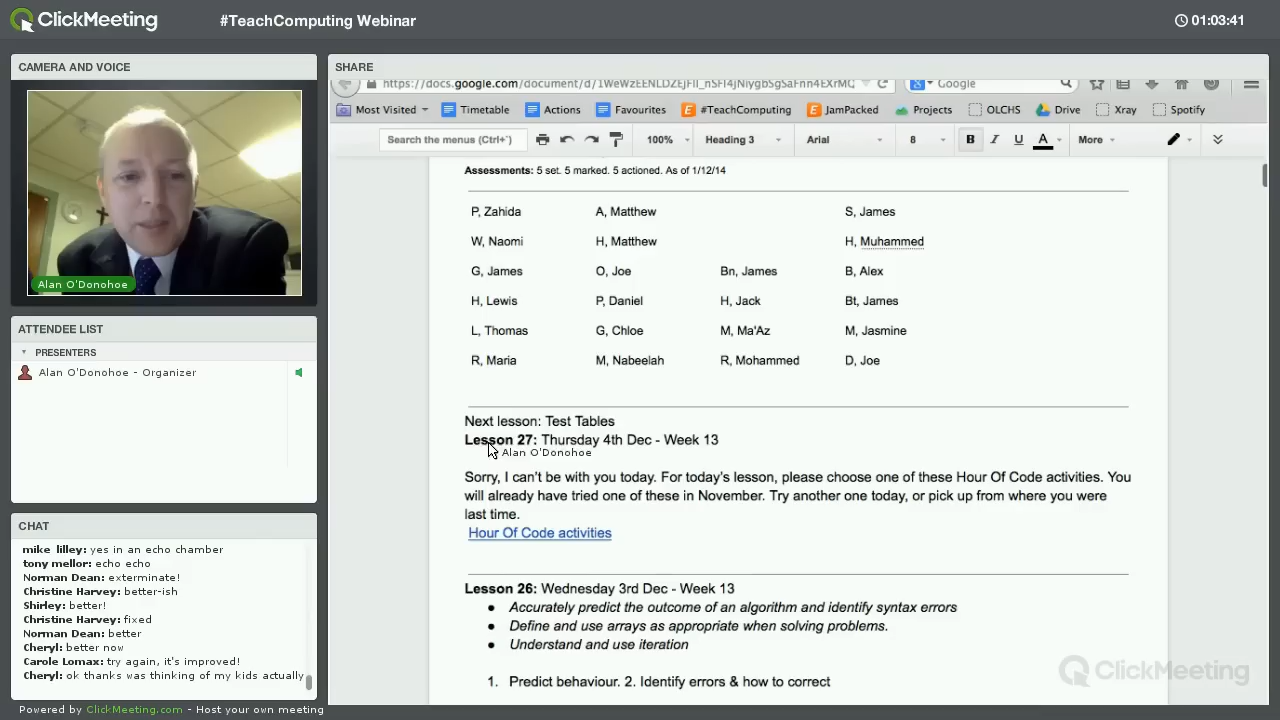 ClickMeeting
#TeachComputing Webinar
01:03:41
CAMERA AND VOICE
Alan O'Donohoe
ATTENDEE LIST
PRESENTERS
Alan O'Donohoe - Organizer
CHAT
mike lilley: yes in an echo chamber
tony mellor: echo echo
Norman Dean: exterminate!
Christine Harvey: better-ish
Shirley: better!
Christine Harvey: fixed
Norman Dean: better
Cheryl: better now
Carole Lomax: try again, it's improved!
Cheryl: ok thanks was thinking of my kids actually
SHARE
Google
Most Visited Timetable Actions Favourites #TeachComputing JamPacked Projects OLCHS Drive Xray Spotify
Search the menus (Ctrl+`) 100% Heading 3 Arial 8 B I U A More
Assessments: 5 set. 5 marked. 5 actioned. As of 1/12/14
P, Zahida A, Matthew S, James
W, Naomi H, Matthew H, Muhammed
G, James O, Joe Bn, James B, Alex
H, Lewis P, Daniel H, Jack Bt, James
L, Thomas G, Chloe M, Ma'Az M, Jasmine
R, Maria M, Nabeelah R, Mohammed D, Joe
Next lesson: Test Tables
Lesson 27: Thursday 4th Dec - Week 13
Alan O'Donohoe
Sorry, I can't be with you today. For today's lesson, please choose one of these Hour Of Code activities. You
will already have tried one of these in November. Try another one today, or pick up from where you were
last time.
Hour Of Code activities
Lesson 26: Wednesday 3rd Dec - Week 13
● Accurately predict the outcome of an algorithm and identify syntax errors
● Define and use arrays as appropriate when solving problems.
● Understand and use iteration
1. Predict behaviour. 2. Identify errors & how to correct
ClickMeeting
Powered by ClickMeeting.com - Host your own meeting